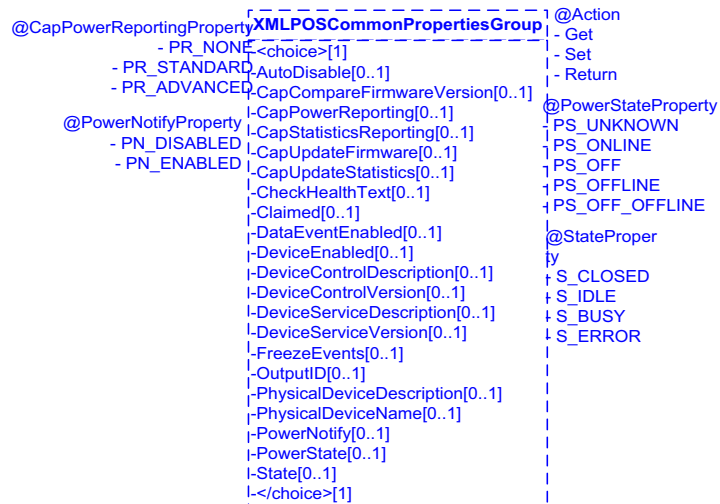 @CapPowerReportingProperty
- PR_NONE
- PR_STANDARD
- PR_ADVANCED
@PowerNotifyProperty
- PN_DISABLED
- PN_ENABLED
XMLPOSCommonPropertiesGroup
-<choice>[1]
-AutoDisable[0..1]
-CapCompareFirmwareVersion[0..1]
-CapPowerReporting[0..1]
-CapStatisticsReporting[0..1]
-CapUpdateFirmware[0..1]
-CapUpdateStatistics[0..1]
-CheckHealthText[0..1]
-Claimed[0..1]
-DataEventEnabled[0..1]
-DeviceEnabled[0..1]
-DeviceControlDescription[0..1]
-DeviceControlVersion[0..1]
-DeviceServiceDescription[0..1]
-DeviceServiceVersion[0..1]
-FreezeEvents[0..1]
-OutputID[0..1]
-PhysicalDeviceDescription[0..1]
-PhysicalDeviceName[0..1]
-PowerNotify[0..1]
-PowerState[0..1]
-State[0..1]
-</choice>[1]
@Action
- Get
- Set
- Return
@PowerStateProperty
- PS_UNKNOWN
- PS_ONLINE
- PS_OFF
- PS_OFFLINE
- PS_OFF_OFFLINE
@StateProper
ty
- S_CLOSED
- S_IDLE
- S_BUSY
- S_ERROR